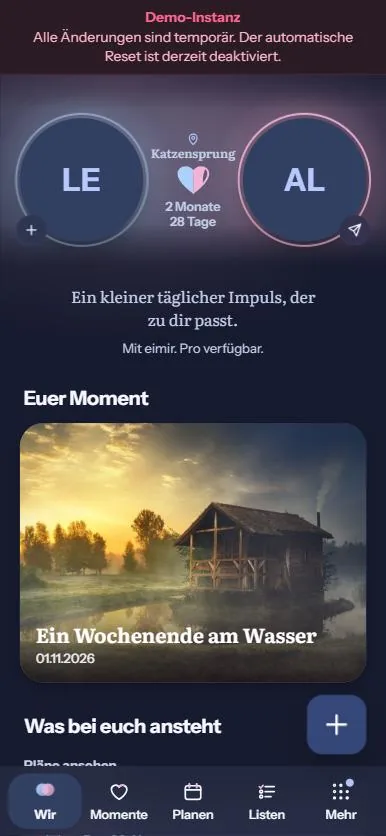 Demo-Instanz
Alle Änderungen sind temporär. Der automatische
Reset ist derzeit deaktiviert.
LE
Katzensprung
2 Monate
28 Tage
AL
Ein kleiner täglicher Impuls, der
zu dir passt.
Mit eimir. Pro verfügbar.
Euer Moment
Ein Wochenende am Wasser
01.11.2026
Was bei euch ansteht
Pläne ansehen
Wir
Momente
Planen
Listen
Mehr